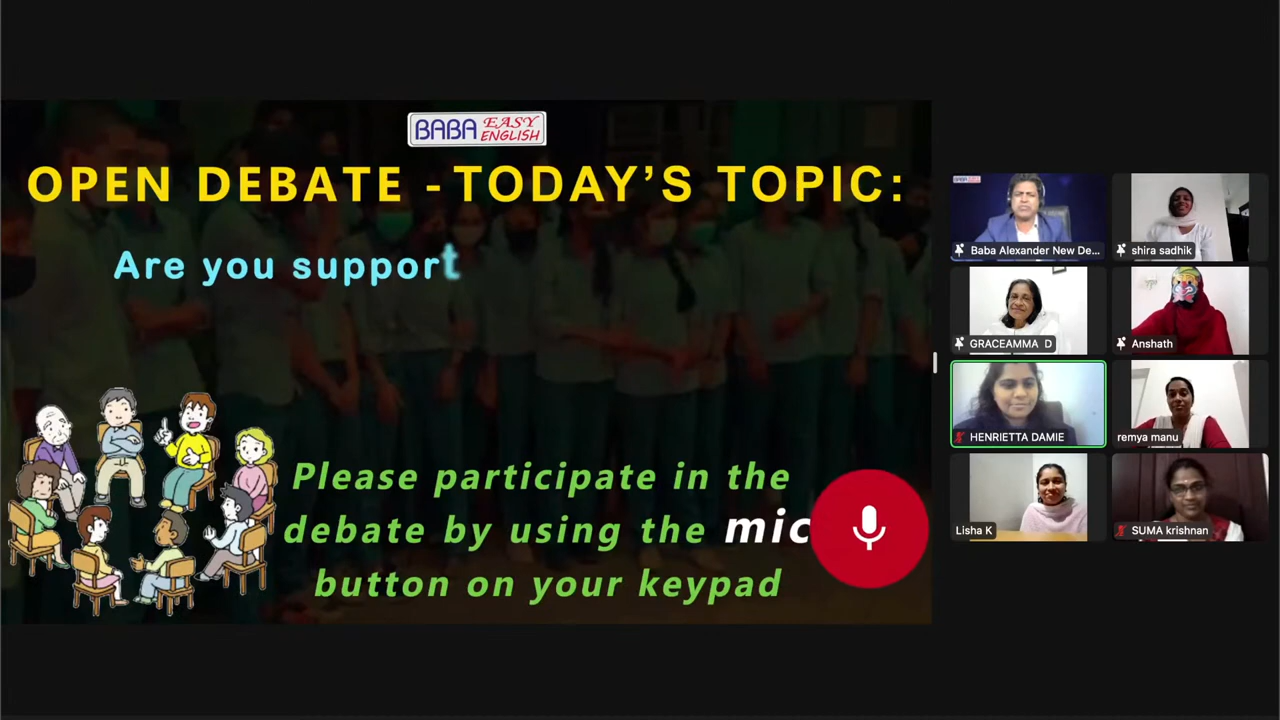 BABA EASY ENGLISH
OPEN DEBATE - TODAY'S TOPIC:
Are you support
Please participate in the
debate by using the mic
button on your keypad
Baba Alexander New De...
shira sadhik
GRACEAMMA D
Anshath
HENRIETTA DAMIE
remya manu
Lisha K
SUMA krishnan